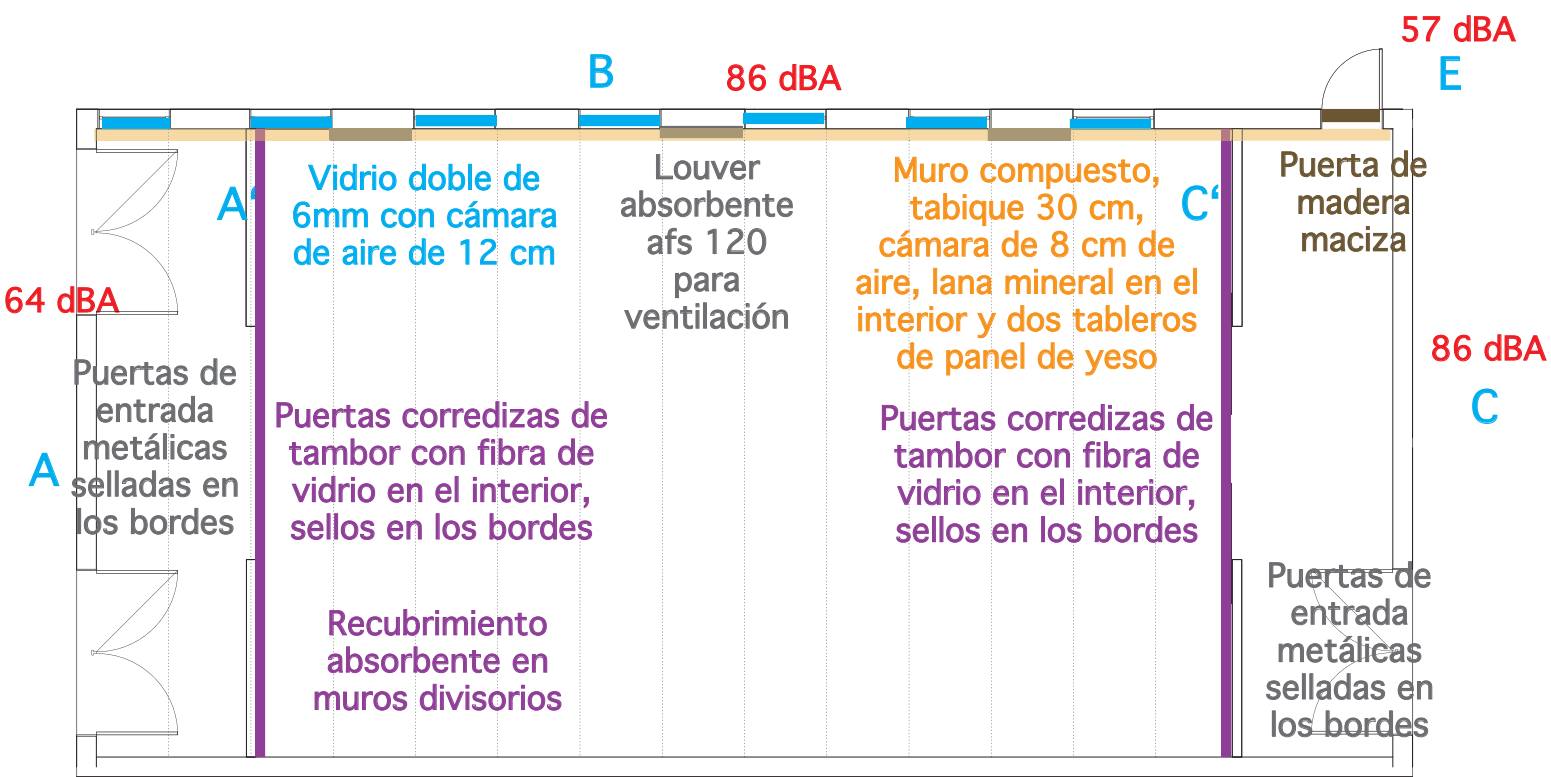 57 dBA
E
B
86 dBA
A‘
Vidrio doble de
6mm con cámara
de aire de 12 cm
Louver
absorbente
afs 120
para
ventilación
Muro compuesto,
tabique 30 cm,
cámara de 8 cm de
aire, lana mineral en el
interior y dos tableros
de panel de yeso
C‘
Puerta de
madera
maciza
64 dBA
86 dBA
C
A
Puertas de
entrada
metálicas
selladas en
los bordes
Puertas corredizas de
tambor con fibra de
vidrio en el interior,
sellos en los bordes
Puertas corredizas de
tambor con fibra de
vidrio en el interior,
sellos en los bordes
Recubrimiento
absorbente en
muros divisorios
Puertas de
entrada
metálicas
selladas en
los bordes